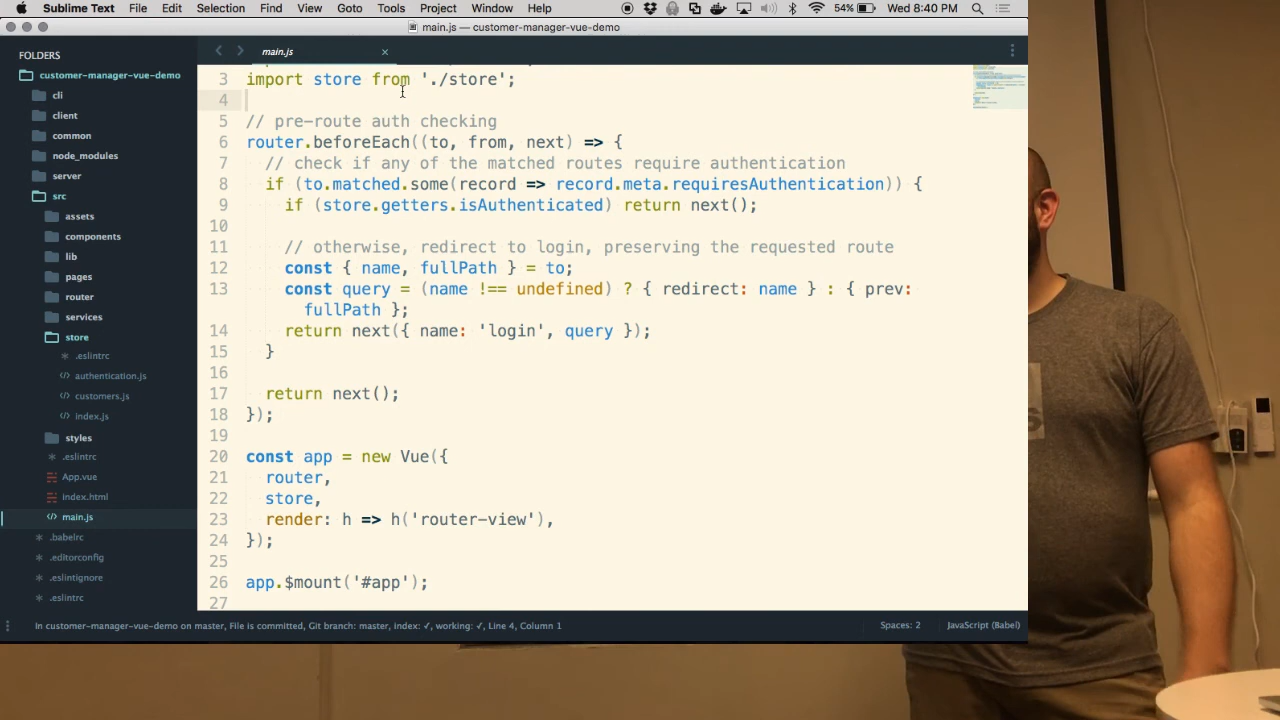 Sublime Text File Edit Selection Find View Goto Tools Project Window Help 54% Wed 8:40 PM
main.js — customer-manager-vue-demo
FOLDERS
customer-manager-vue-demo
cli
client
common
node_modules
server
src
assets
components
lib
pages
router
services
store
.eslintrc
authentication.js
customers.js
index.js
styles
.eslintrc
App.vue
index.html
main.js
.babelrc
.editorconfig
.eslintignore
.eslintrc
main.js ×
3 import store from './store';
4
5 // pre-route auth checking
6 router.beforeEach((to, from, next) => {
7 // check if any of the matched routes require authentication
8 if (to.matched.some(record => record.meta.requiresAuthentication)) {
9 if (store.getters.isAuthenticated) return next();
10
11 // otherwise, redirect to login, preserving the requested route
12 const { name, fullPath } = to;
13 const query = (name !== undefined) ? { redirect: name } : { prev:
fullPath };
14 return next({ name: 'login', query });
15 }
16
17 return next();
18 });
19
20 const app = new Vue({
21 router,
22 store,
23 render: h => h('router-view'),
24 });
25
26 app.$mount('#app');
27
In customer-manager-vue-demo on master, File is committed, Git branch: master, index: ✓, working: ✓, Line 4, Column 1 Spaces: 2 JavaScript (Babel)